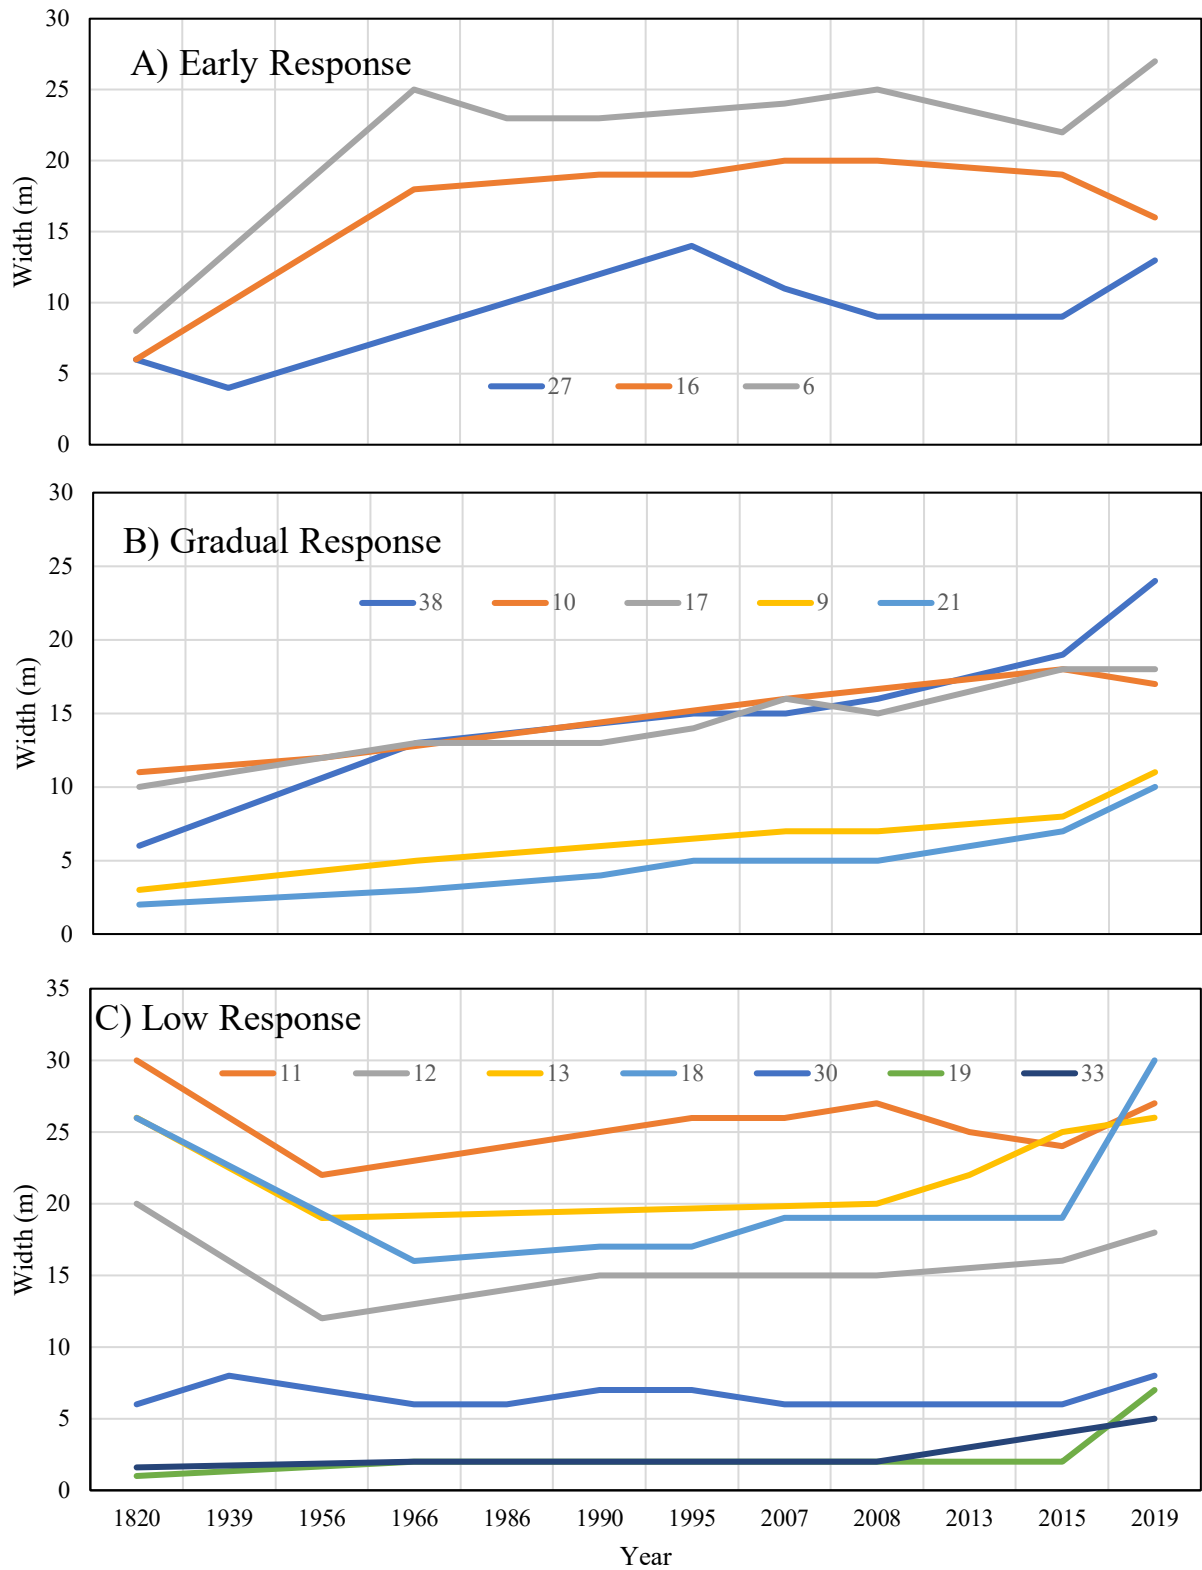 A) Early Response
30
25
20
15
10
5
0
Width (m)
27 16 6
B) Gradual Response
30
25
20
15
10
5
0
Width (m)
38 10 17 9 21
C) Low Response
35
30
25
20
15
10
5
0
Width (m)
11 12 13 18 30 19 33
1820 1939 1956 1966 1986 1990 1995 2007 2008 2013 2015 2019
Year